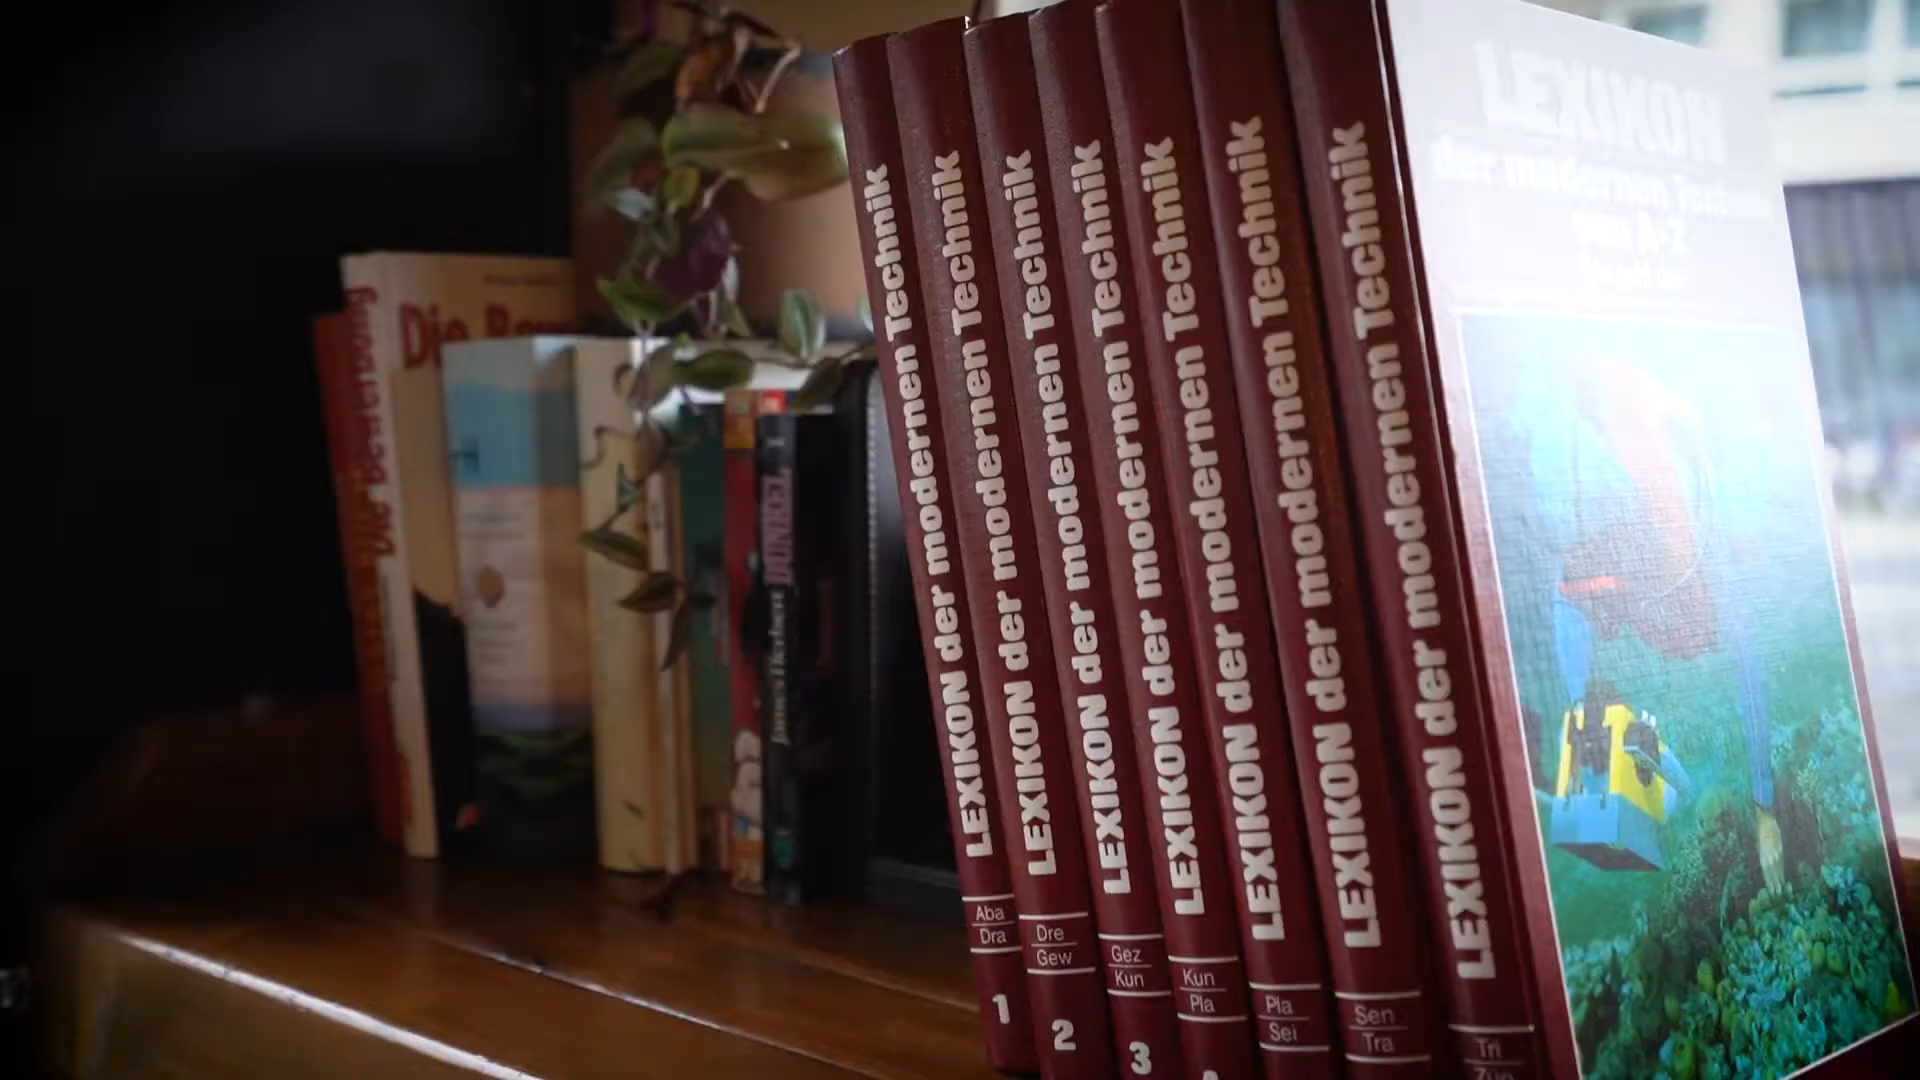 Die Bevölkerung
Die
James Herbert DUNKEL
LEXIKON der modernen Technik
Aba
Dra
1
LEXIKON der modernen Technik
Dre
Gew
2
LEXIKON der modernen Technik
Gez
Kun
3
LEXIKON der modernen Technik
Kun
Pla
LEXIKON der modernen Technik
Pla
Sei
LEXIKON der modernen Technik
Sen
Tra
LEXIKON der modernen Technik
Tri
LEXIKON
der modernen
von A-Z